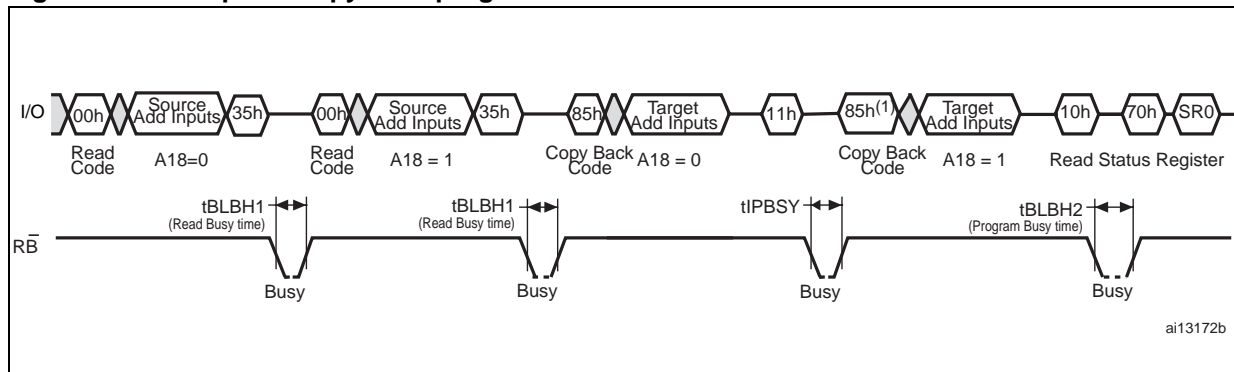 I/O 00h Source Add Inputs 35h 00h Source Add Inputs 35h 85h Target Add Inputs 11h 85h(1) Target Add Inputs 10h 70h SR0
Read Code A18=0 Read Code A18 = 1 Copy Back Code A18 = 0 Copy Back Code A18 = 1 Read Status Register
tBLBH1 (Read Busy time) tBLBH1 (Read Busy time) tIPBSY tBLBH2 (Program Busy time)
RB̅
Busy Busy Busy Busy
ai13172b